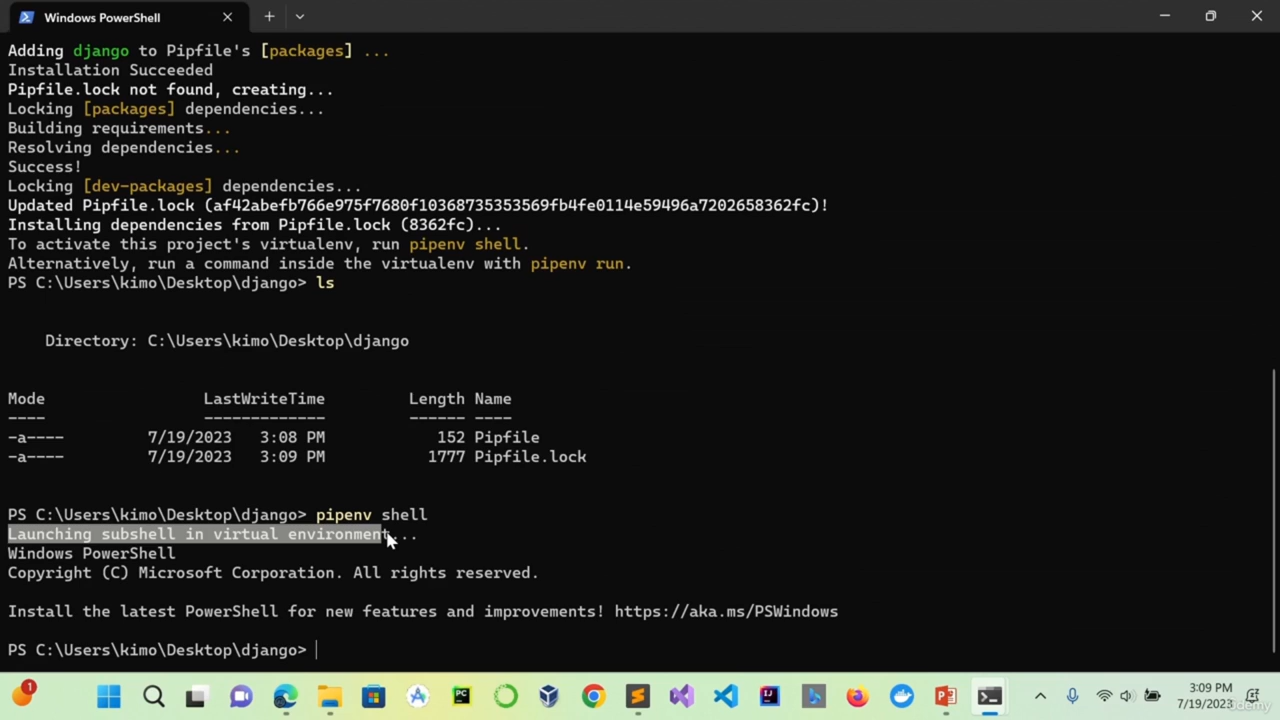 Windows PowerShell
Adding django to Pipfile's [packages] ...
Installation Succeeded
Pipfile.lock not found, creating...
Locking [packages] dependencies...
Building requirements...
Resolving dependencies...
Success!
Locking [dev-packages] dependencies...
Updated Pipfile.lock (af42abefb766e975f7680f10368735353569fb4fe0114e59496a7202658362fc)!
Installing dependencies from Pipfile.lock (8362fc)...
To activate this project's virtualenv, run pipenv shell.
Alternatively, run a command inside the virtualenv with pipenv run.
PS C:\Users\kimo\Desktop\django> ls
Directory: C:\Users\kimo\Desktop\django
Mode LastWriteTime Length Name
---- ------------- ------ ----
-a---- 7/19/2023 3:08 PM 152 Pipfile
-a---- 7/19/2023 3:09 PM 1777 Pipfile.lock
PS C:\Users\kimo\Desktop\django> pipenv shell
Launching subshell in virtual environment...
Windows PowerShell
Copyright (C) Microsoft Corporation. All rights reserved.
Install the latest PowerShell for new features and improvements! https://aka.ms/PSWindows
PS C:\Users\kimo\Desktop\django>
1
PC
3:09 PM
7/19/2023
Udemy